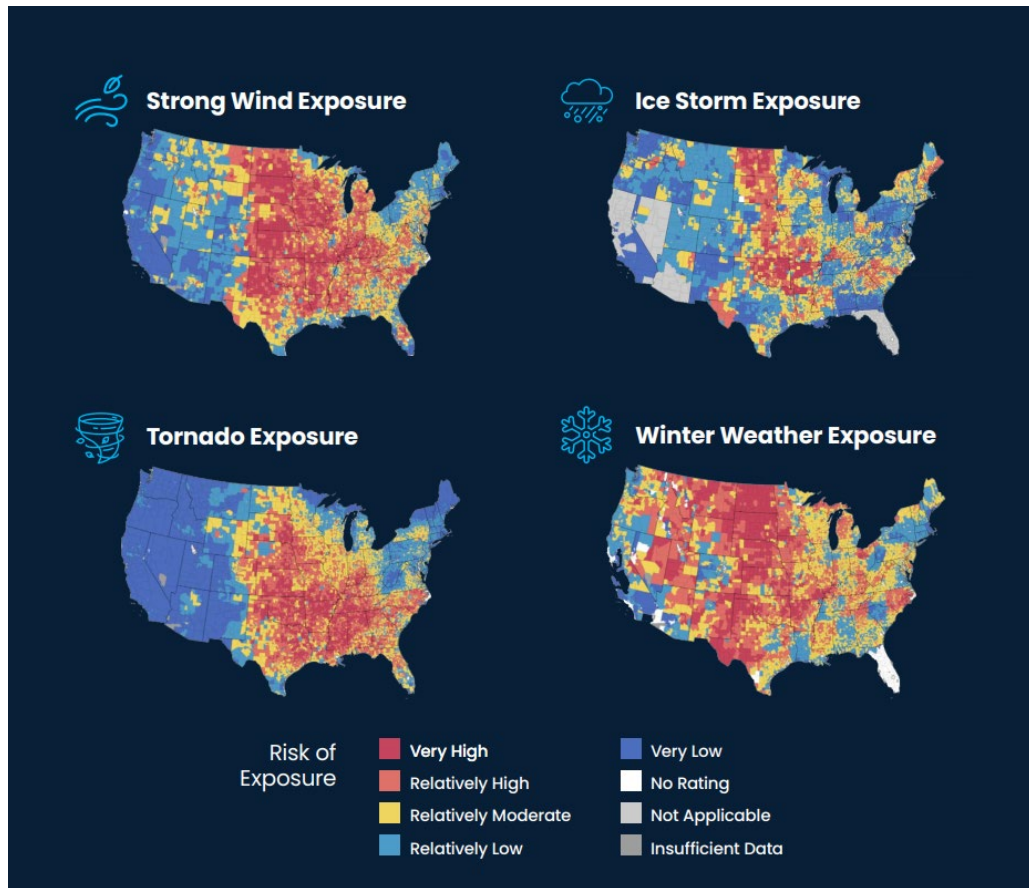 Strong Wind Exposure
Ice Storm Exposure
Tornado Exposure
Winter Weather Exposure
Risk of
Exposure
Very High
Relatively High
Relatively Moderate
Relatively Low
Very Low
No Rating
Not Applicable
Insufficient Data